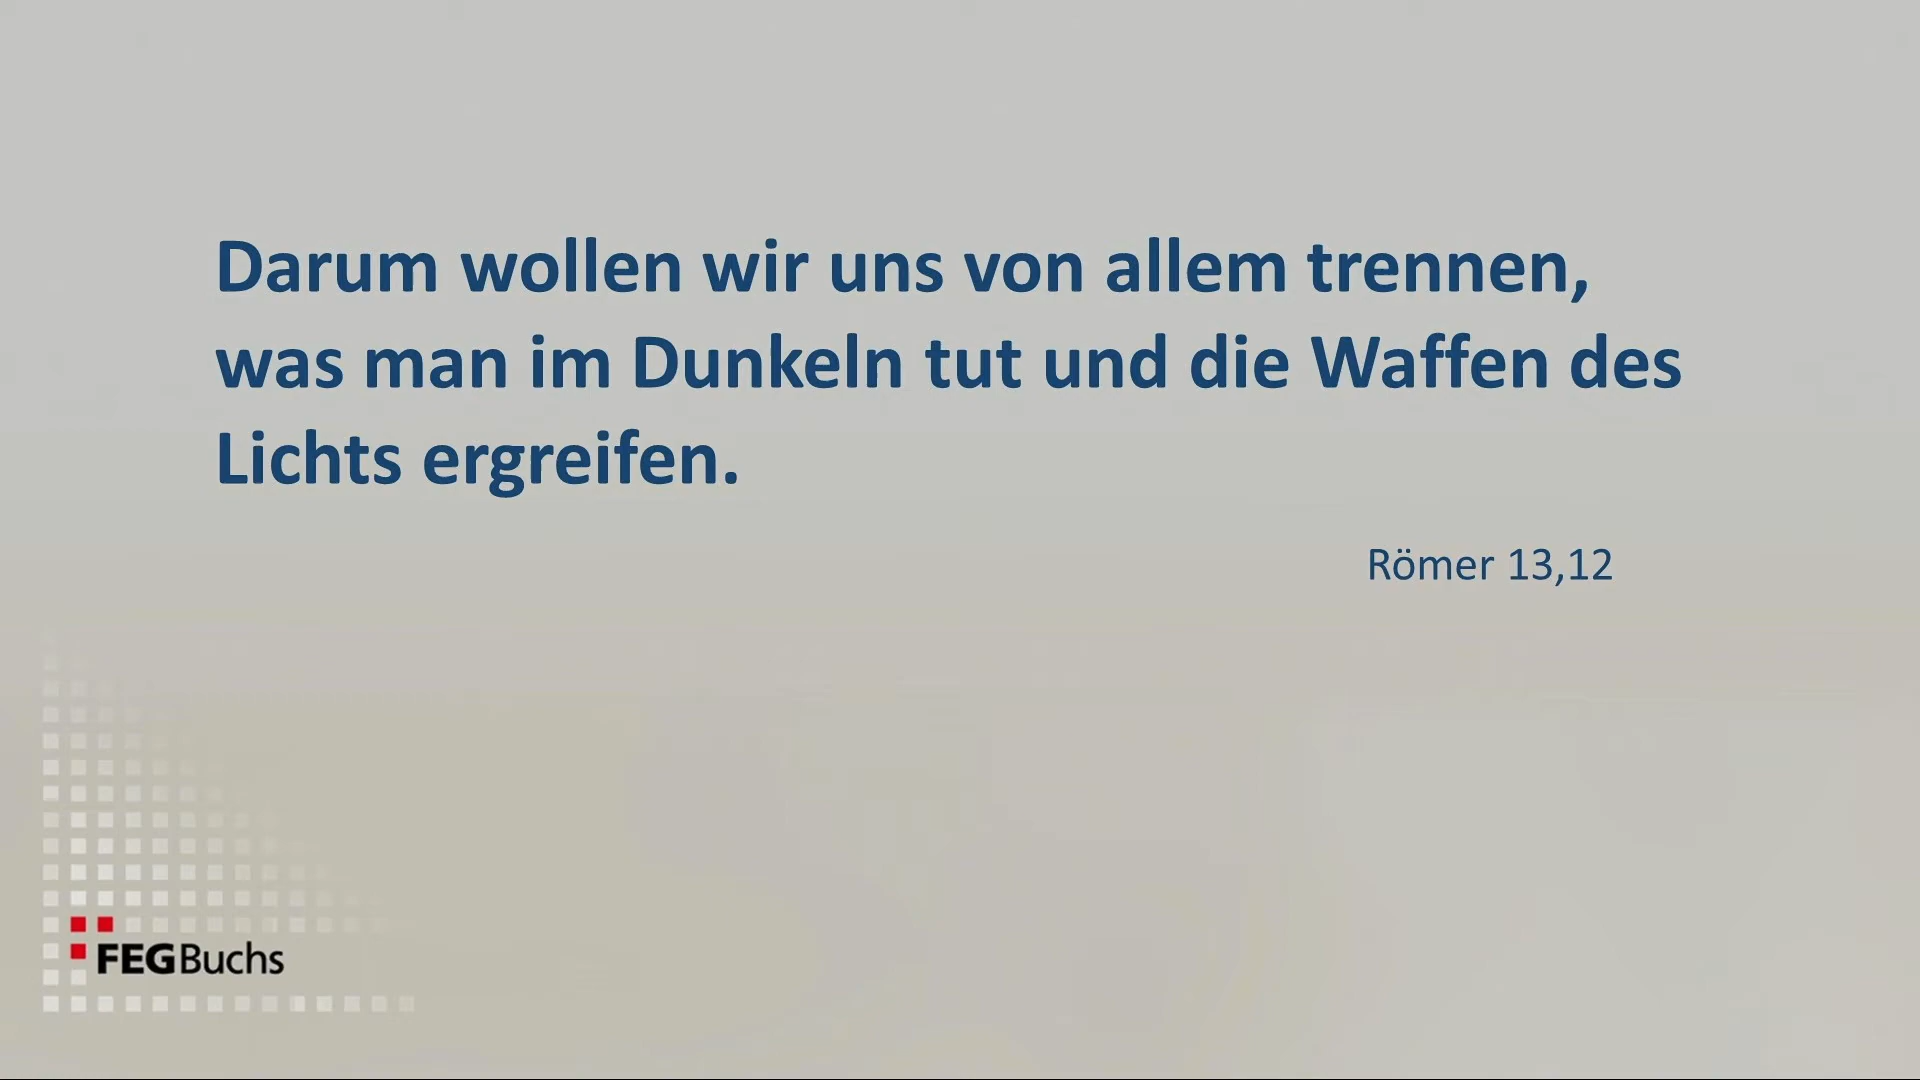 Darum wollen wir uns von allem trennen,
was man im Dunkeln tut und die Waffen des
Lichts ergreifen.
Römer 13,12
FEGBuchs